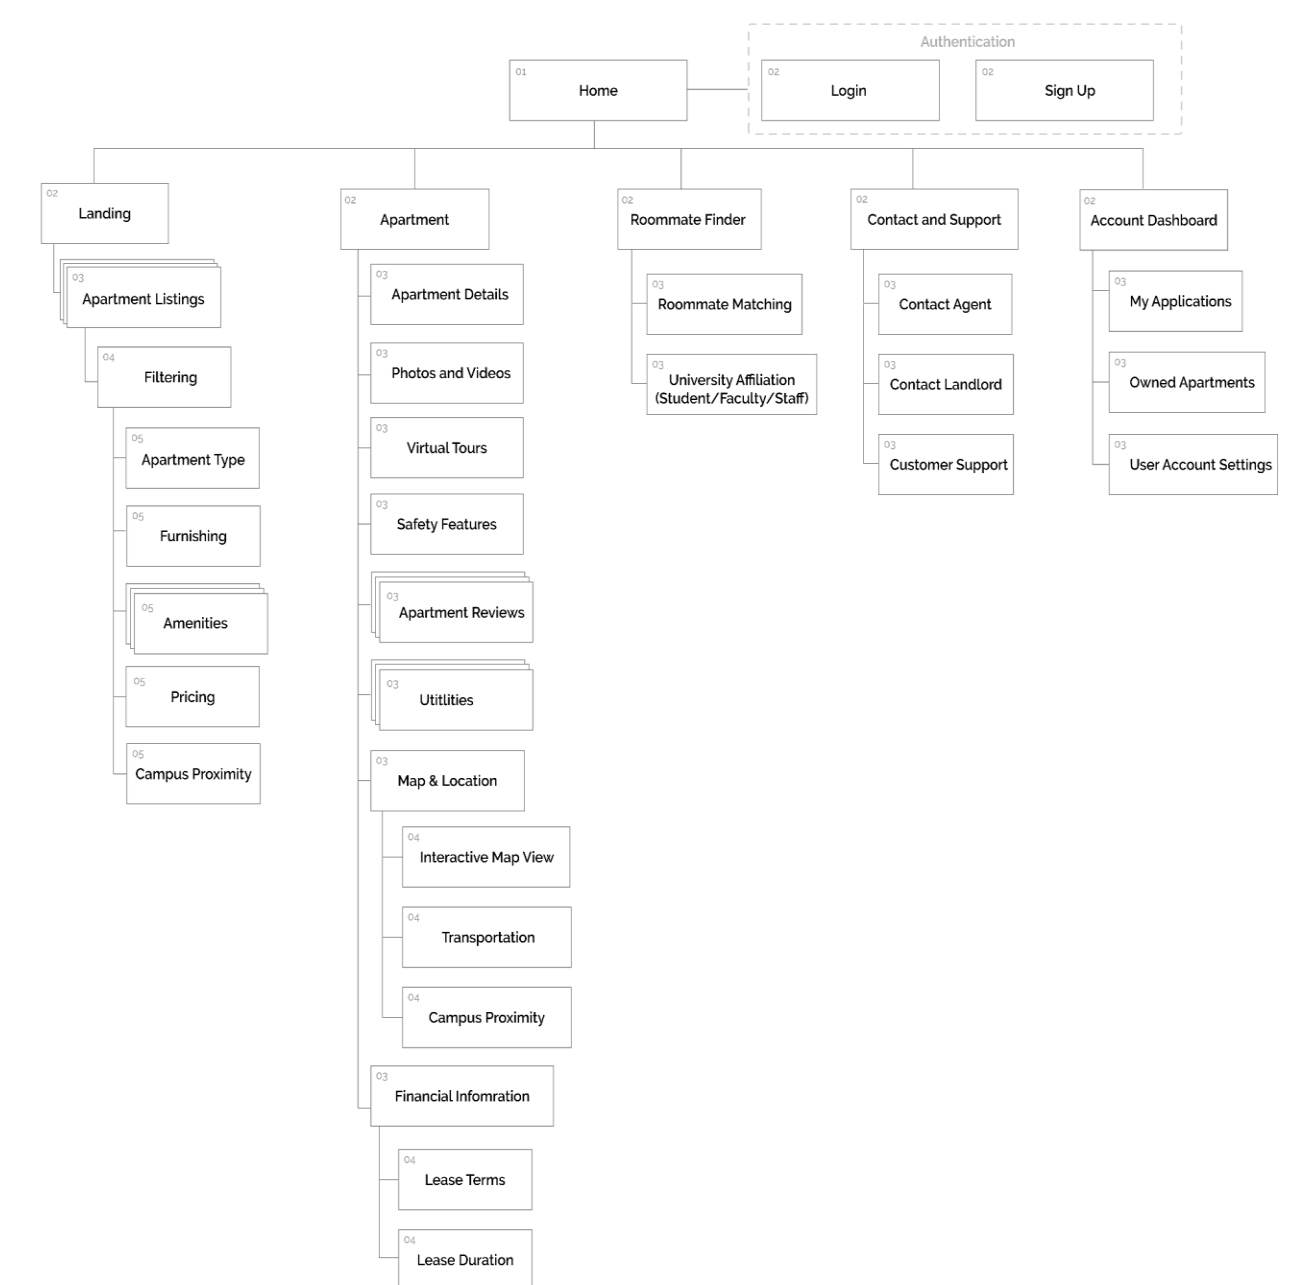 Authentication
01
Home
02
Login
02
Sign Up
02
Landing
03
Apartment Listings
04
Filtering
05
Apartment Type
05
Furnishing
05
Amenities
05
Pricing
05
Campus Proximity
02
Apartment
03
Apartment Details
03
Photos and Videos
03
Virtual Tours
03
Safety Features
03
Apartment Reviews
03
Utitlities
03
Map & Location
04
Interactive Map View
04
Transportation
04
Campus Proximity
03
Financial Infomration
04
Lease Terms
04
Lease Duration
02
Roommate Finder
03
Roommate Matching
03
University Affiliation
(Student/Faculty/Staff)
02
Contact and Support
03
Contact Agent
03
Contact Landlord
03
Customer Support
02
Account Dashboard
03
My Applications
03
Owned Apartments
03
User Account Settings